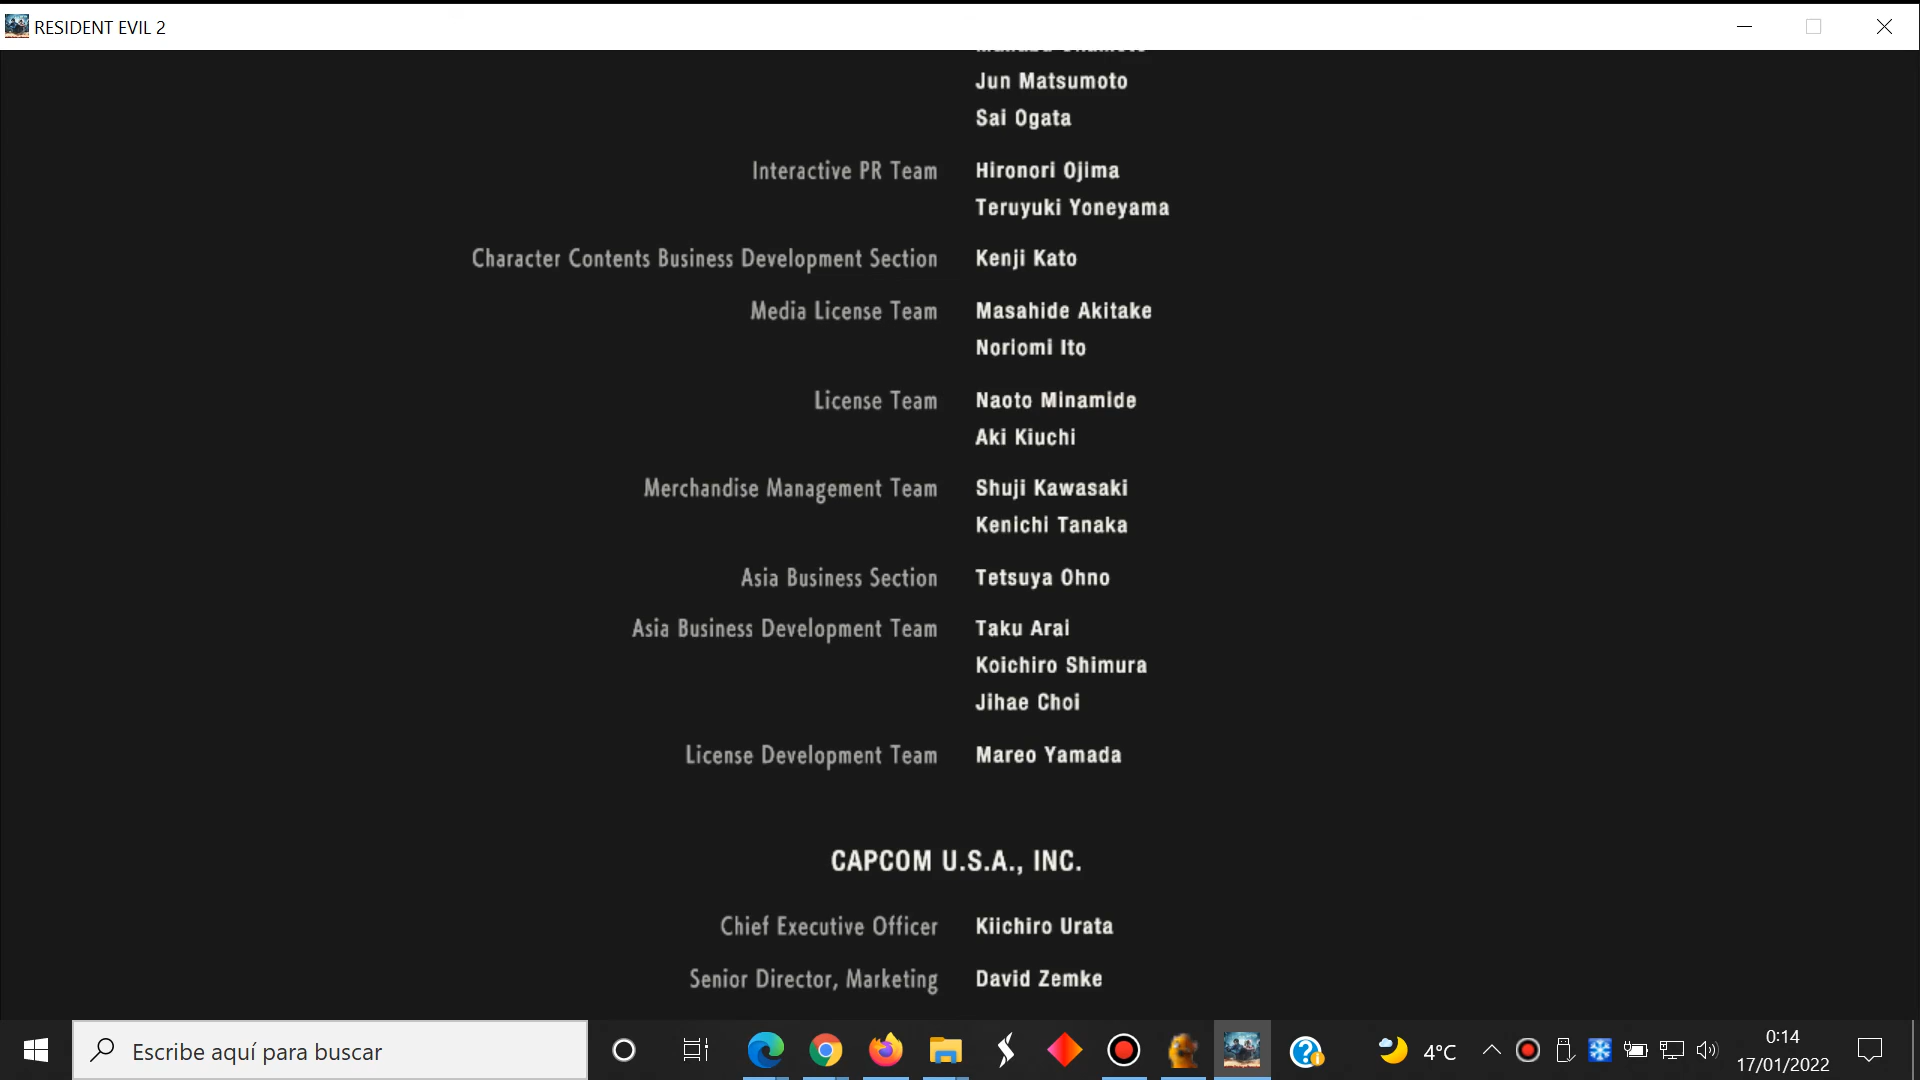 RESIDENT EVIL 2
Jun Matsumoto
Sai Ogata
Interactive PR Team Hironori Ojima
Teruyuki Yoneyama
Character Contents Business Development Section Kenji Kato
Media License Team Masahide Akitake
Noriomi Ito
License Team Naoto Minamide
Aki Kiuchi
Merchandise Management Team Shuji Kawasaki
Kenichi Tanaka
Asia Business Section Tetsuya Ohno
Asia Business Development Team Taku Arai
Koichiro Shimura
Jihae Choi
License Development Team Mareo Yamada
CAPCOM U.S.A., INC.
Chief Executive Officer Kiichiro Urata
Senior Director, Marketing David Zemke
Escribe aquí para buscar
4°C
0:14
17/01/2022